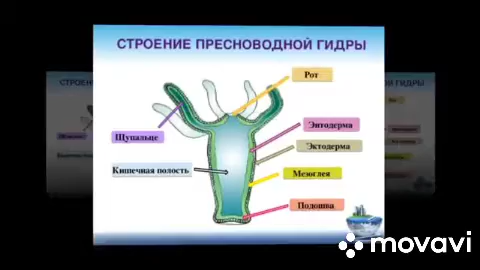 СТРОЕНИЕ ПРЕСНОВОДНОЙ ГИДРЫ
Рот
Щупальце
Энтодерма
Эктодерма
Кишечная полость
Мезоглея
Подошва
movavi